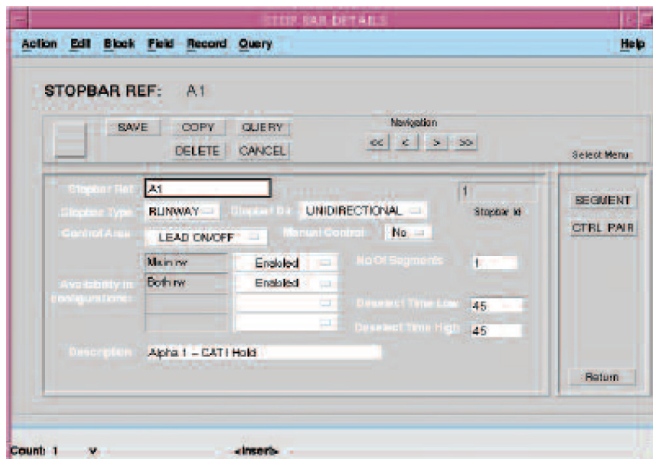 STOP BAR DETAILS
Action Edit Block Field Record Query Help
STOPBAR REF: A1
SAVE COPY QUERY Navigation
<< < > >>
DELETE CANCEL
Select Menu
Stopbar Ref A1 1
Stopbar Type RUNWAY Stopbar Dir UNIDIRECTIONAL Stopbar Id
Control Area LEAD ON/OFF Manual Control No
SEGMENT
CTRL PAIR
Main rw Enabled No Of Segments 1
Availability in configurations: Both rw Enabled
Deselect Time Low 45
Deselect Time High 45
Description Alpha 1 – CAT I Hold
Return
Count: 1 v <Insert>